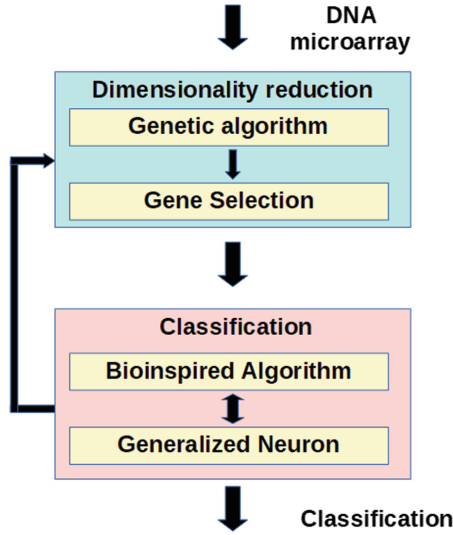 DNA
microarray
Dimensionality reduction
Genetic algorithm
Gene Selection
Classification
Bioinspired Algorithm
Generalized Neuron
Classification